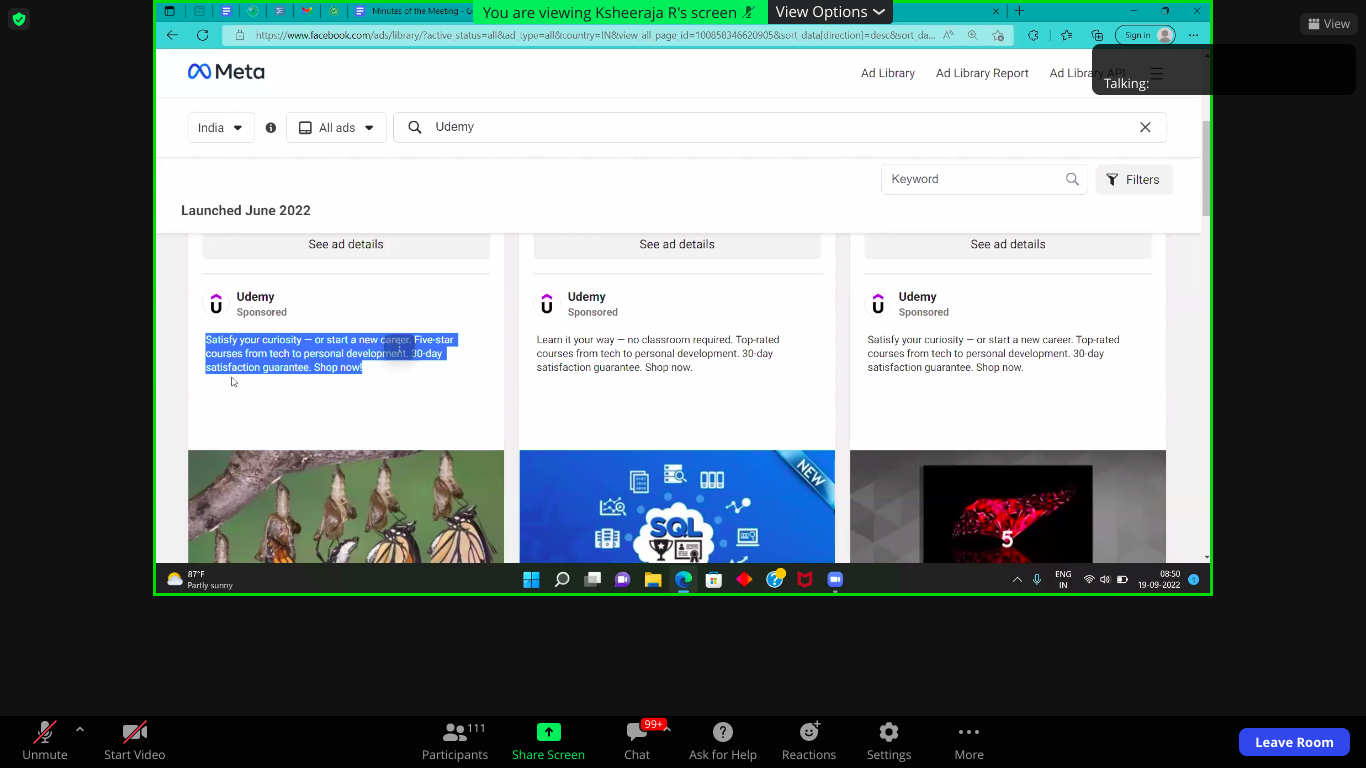 You are viewing Ksheeraja R's screen
View Options
View
Minutes of the Meeting - G
https://www.facebook.com/ads/library/?active_status=all&ad_type=all&country=IN&view_all_page_id=100858346620905&sort_data[direction]=desc&sort_da...
Sign in
Meta
Ad Library
Ad Library Report
Ad Library API
Talking:
India
All ads
Udemy
Keyword
Filters
Launched June 2022
See ad details
See ad details
See ad details
Udemy
Sponsored
Satisfy your curiosity — or start a new career. Five-star
courses from tech to personal development. 30-day
satisfaction guarantee. Shop now!
Udemy
Sponsored
Learn it your way — no classroom required. Top-rated
courses from tech to personal development. 30-day
satisfaction guarantee. Shop now.
Udemy
Sponsored
Satisfy your curiosity — or start a new career. Top-rated
courses from tech to personal development. 30-day
satisfaction guarantee. Shop now.
NEW
SQL
5
87°F
Partly sunny
ENG
IN
08:50
19-09-2022
1
Unmute
Start Video
111
Participants
Share Screen
99+
Chat
Ask for Help
Reactions
Settings
More
Leave Room